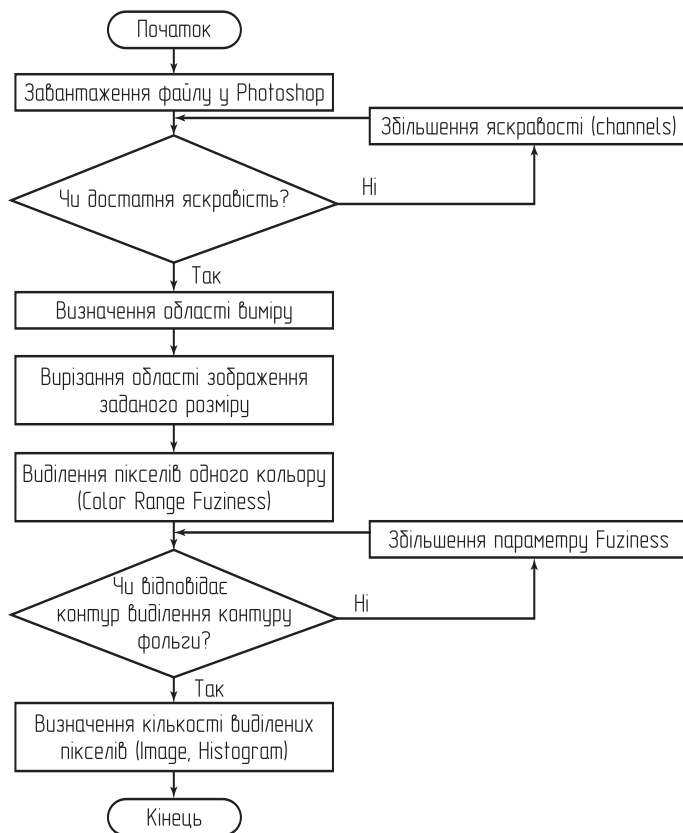 Початок
Завантаження файлу у Photoshop
Збільшення яскравості (channels)
Чи достатня яскравість?
Ні
Так
Визначення області виміру
Вирізання області зображення
заданого розміру
Виділення пікселів одного кольору
(Color Range Fuziness)
Збільшення параметру Fuziness
Чи відповідає
контур виділення контуру
фольги?
Ні
Так
Визначення кількості виділених
пікселів (Image, Histogram)
Кінець